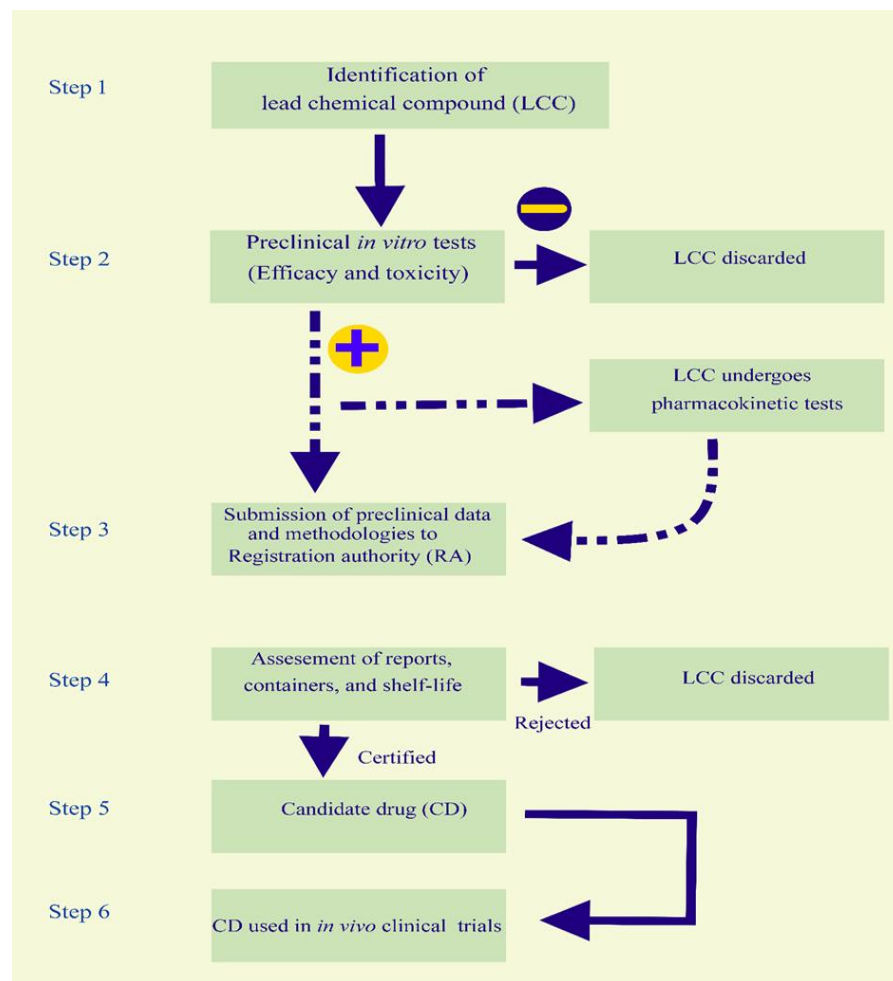 Step 1
Identification of
lead chemical compound (LCC)
Step 2
Preclinical in vitro tests
(Efficacy and toxicity)
LCC discarded
LCC undergoes
pharmacokinetic tests
Step 3
Submission of preclinical data
and methodologies to
Registration authority (RA)
Step 4
Assesement of reports,
containers, and shelf-life
LCC discarded
Rejected
Certified
Step 5
Candidate drug (CD)
Step 6
CD used in in vivo clinical trials